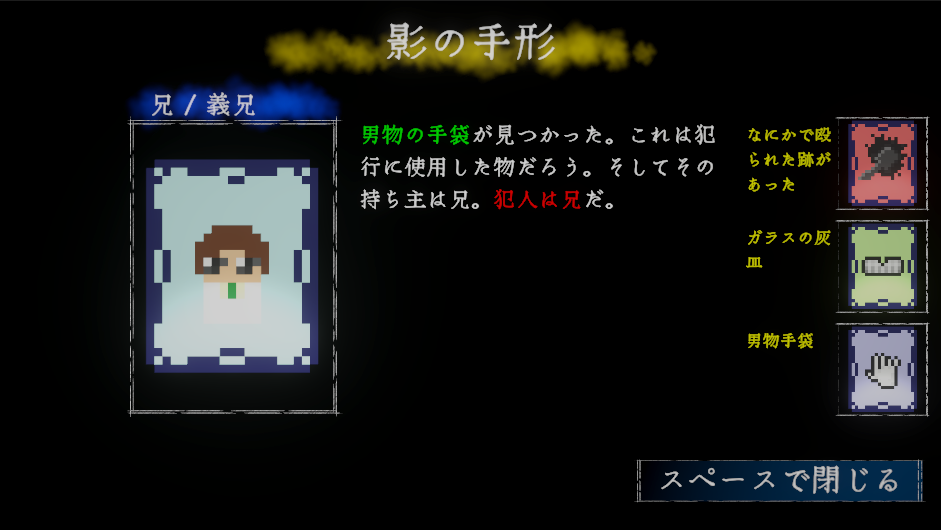 影の手形
兄 / 義兄
男物の手袋が見つかった。これは犯
行に使用した物だろう。そしてその
持ち主は兄。犯人は兄だ。
なにかで殴
られた跡が
あった
ガラスの灰
皿
男物手袋
スペースで閉じる